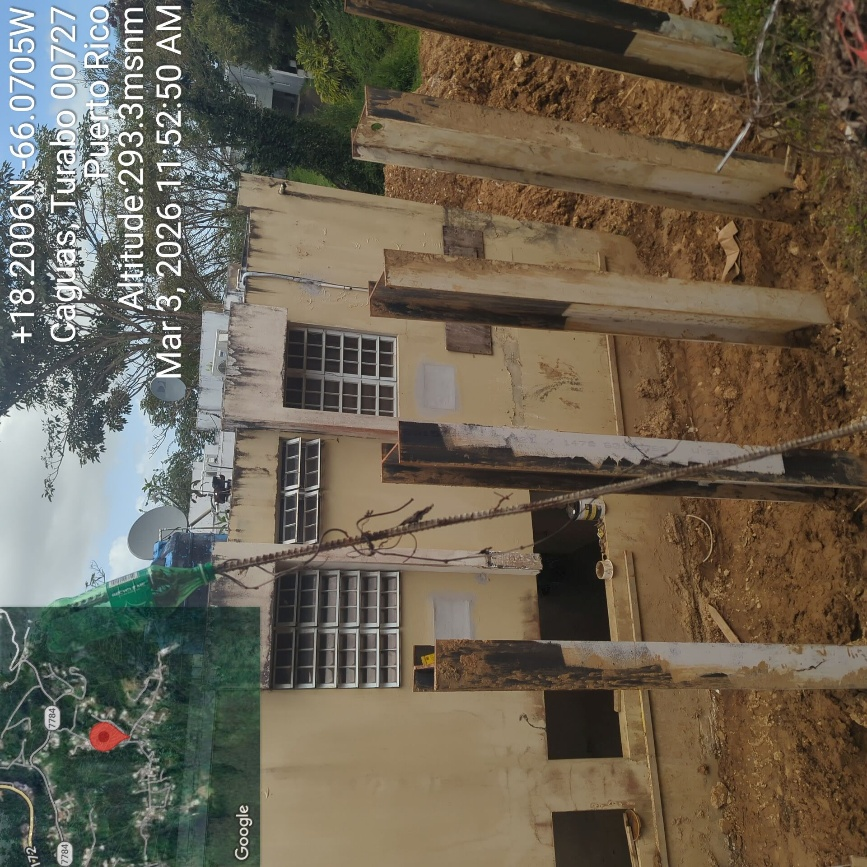 +18.2006N -66.0705W
Caguas, Turabo 00727
Puerto Rico
Altitude:293.3msnm
Mar 3, 2026 11:52:50 AM
7784
7784
Google